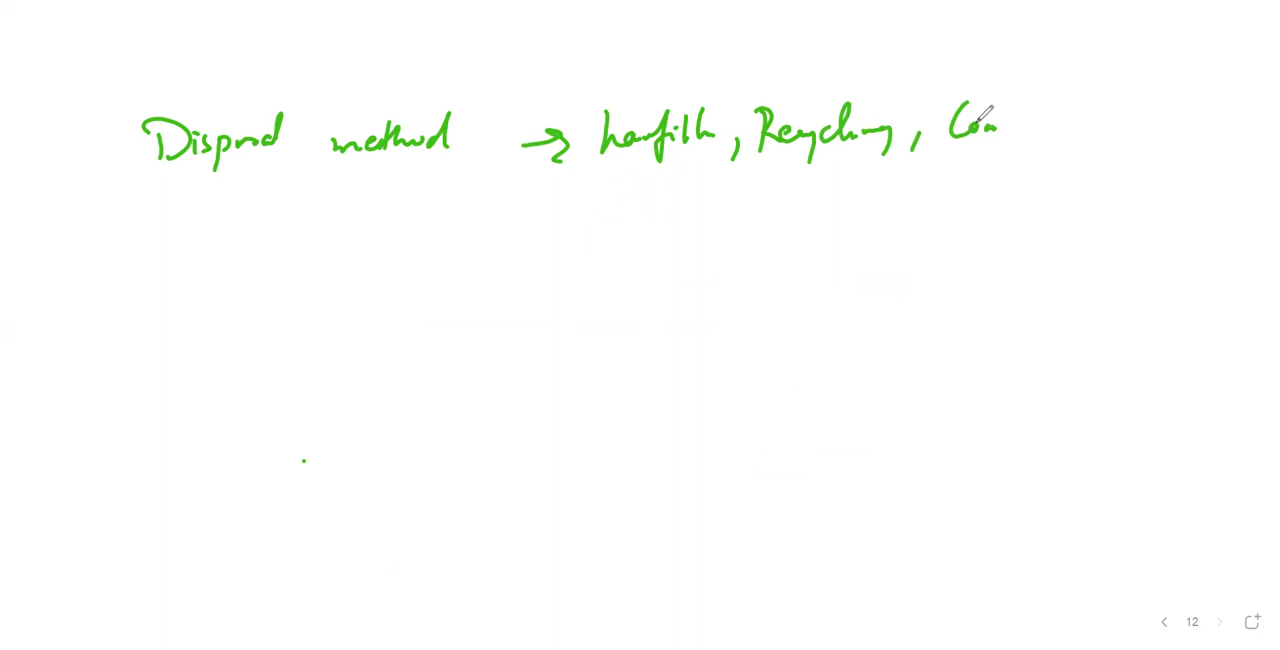 Disposal method → Landfill, Recycling, Co
12